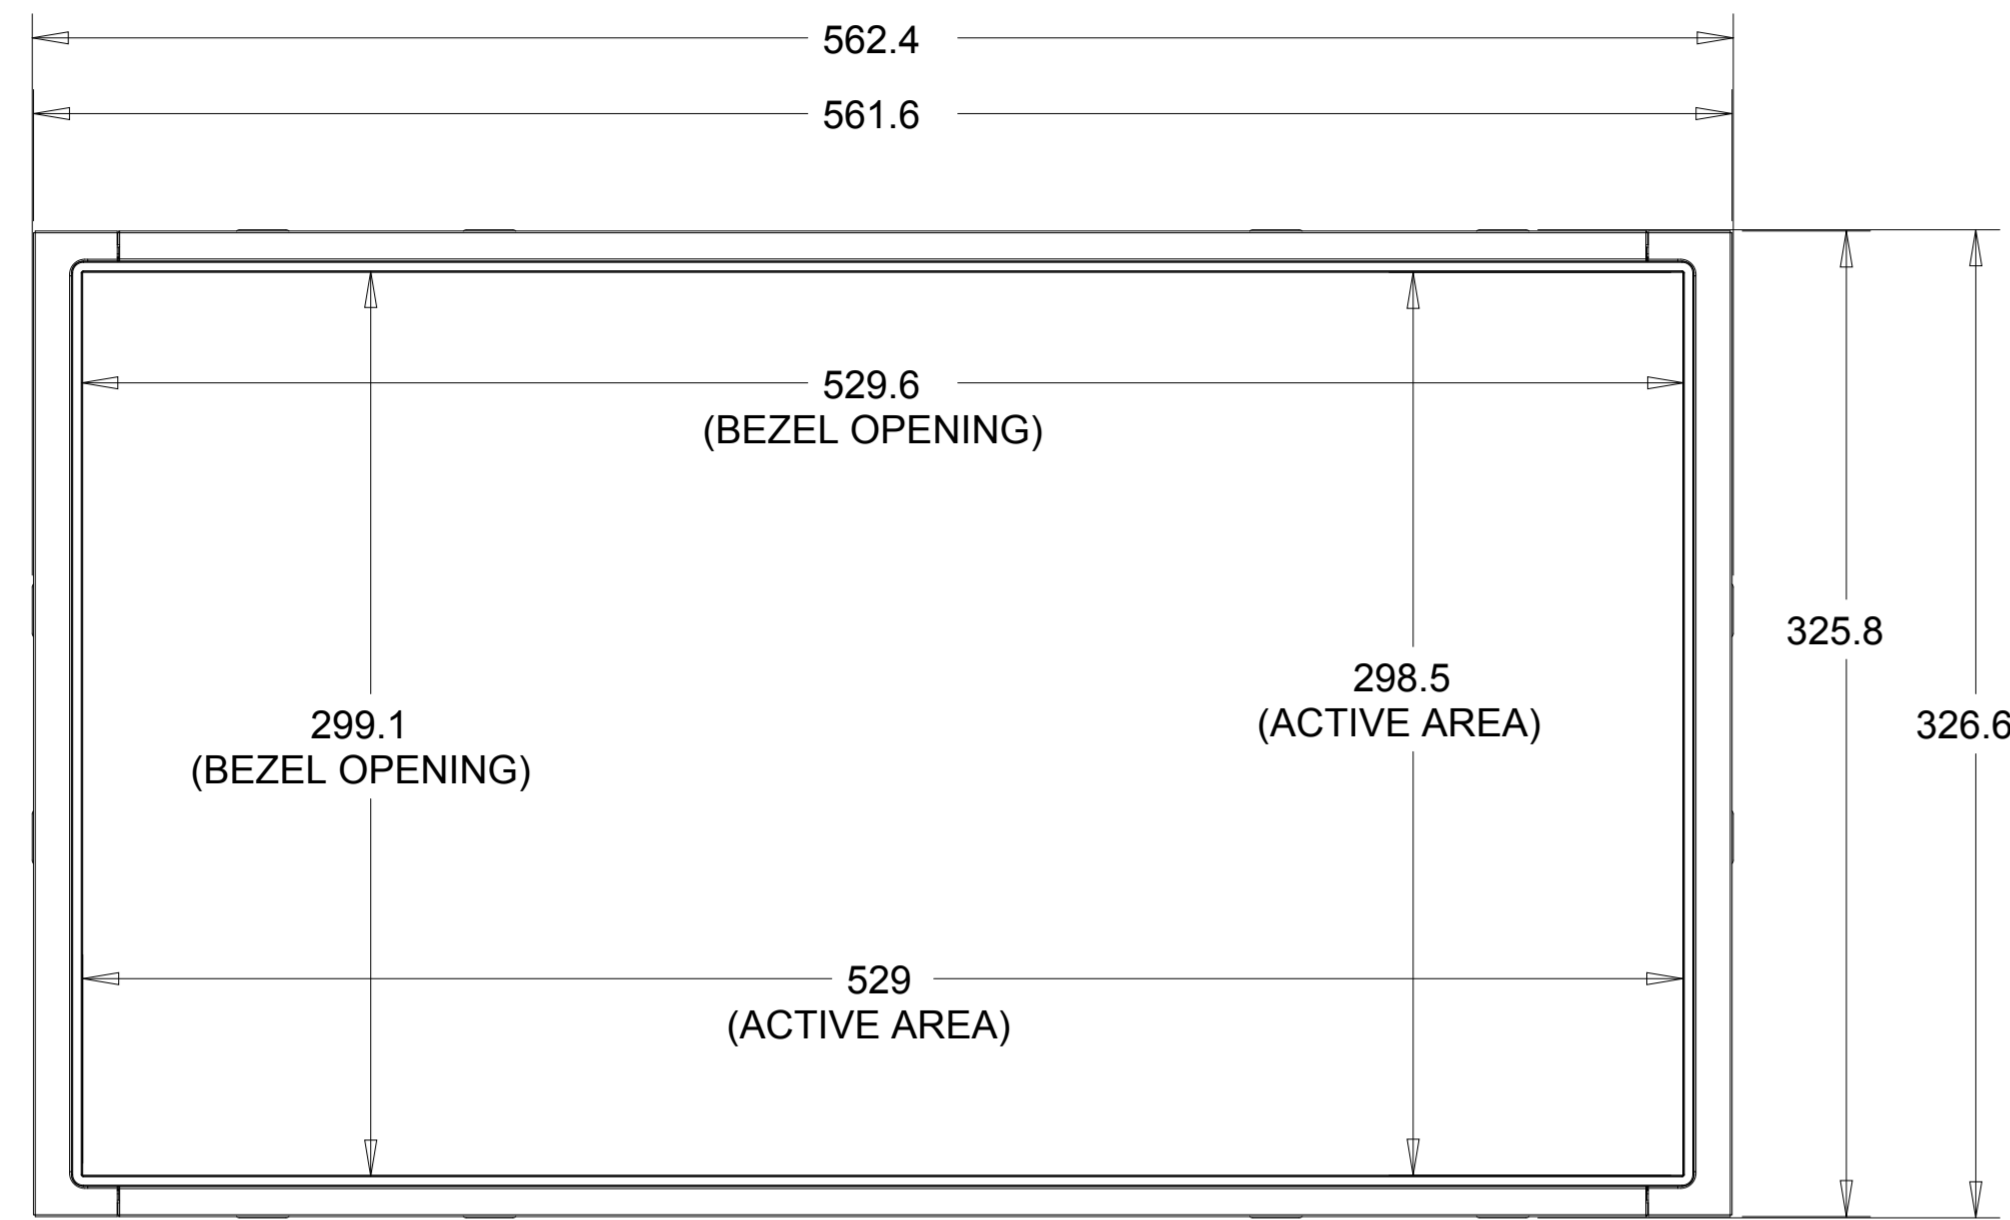 562.4
561.6
529.6
(BEZEL OPENING)
325.8
298.5
(ACTIVE AREA)
299.1
(BEZEL OPENING)
326.6
529
(ACTIVE AREA)